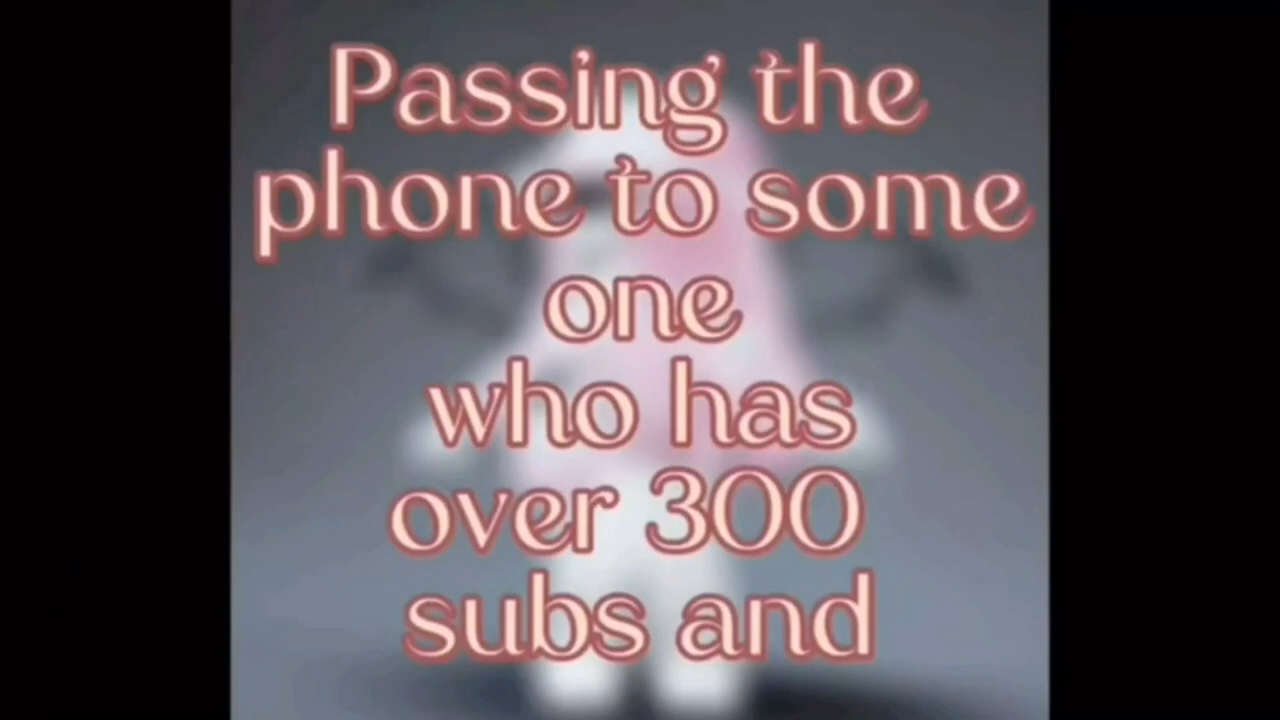 Passing the
phone to some
one
who has
over 300
subs and